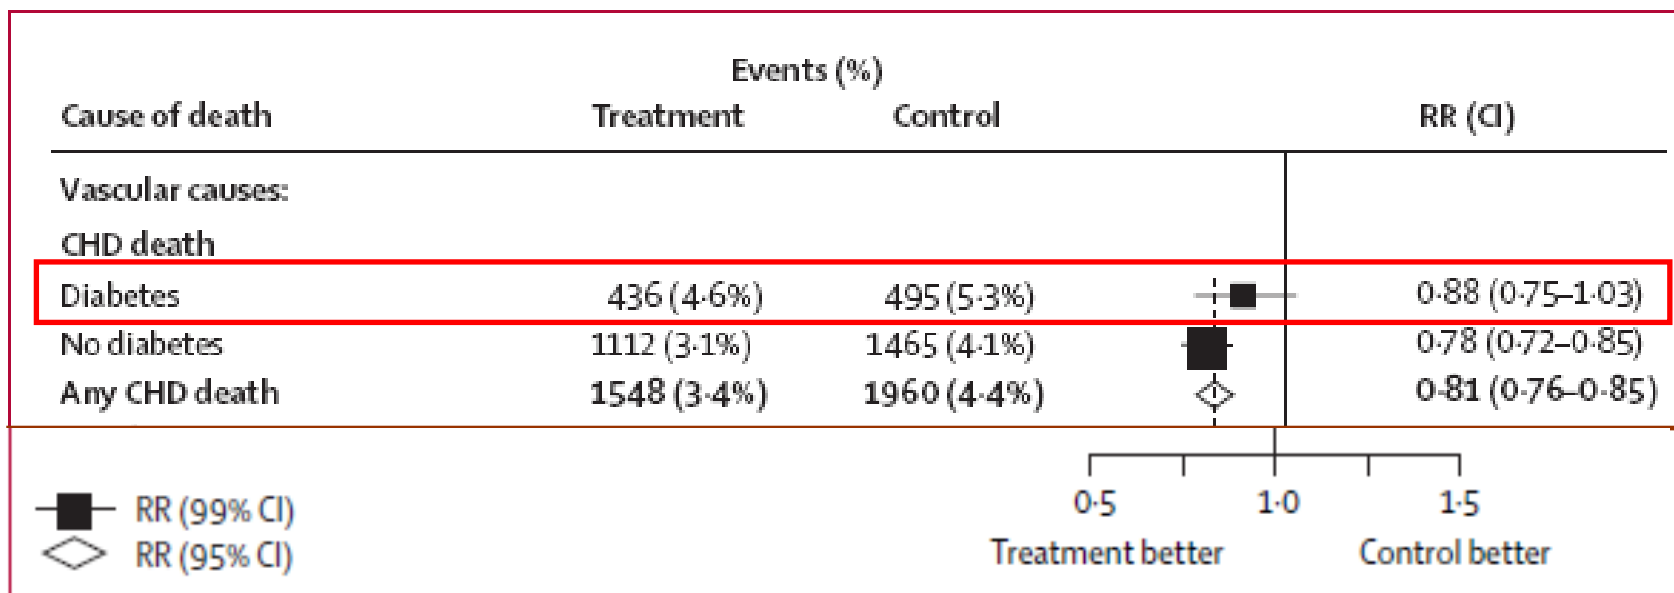 Events (%)
Cause of death Treatment Control RR (CI)
Vascular causes:
CHD death
Diabetes 436 (4·6%) 495 (5·3%) 0·88 (0·75–1·03)
No diabetes 1112 (3·1%) 1465 (4·1%) 0·78 (0·72–0·85)
Any CHD death 1548 (3·4%) 1960 (4·4%) 0·81 (0·76–0·85)
0·5 1·0 1·5
RR (99% CI)
Treatment better Control better
RR (95% CI)